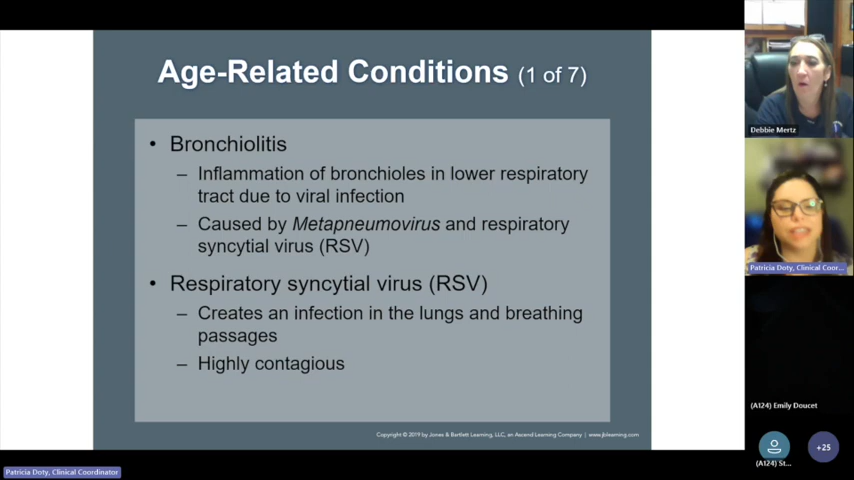 Age-Related Conditions (1 of 7)
• Bronchiolitis
– Inflammation of bronchioles in lower respiratory
tract due to viral infection
– Caused by Metapneumovirus and respiratory
syncytial virus (RSV)
• Respiratory syncytial virus (RSV)
– Creates an infection in the lungs and breathing
passages
– Highly contagious
Copyright © 2019 by Jones & Bartlett Learning, LLC, an Ascend Learning Company | www.jblearning.com
Debbie Mertz
Patricia Doty, Clinical Coor...
(A124) Emily Doucet
(A124) St...
+25
Patricia Doty, Clinical Coordinator